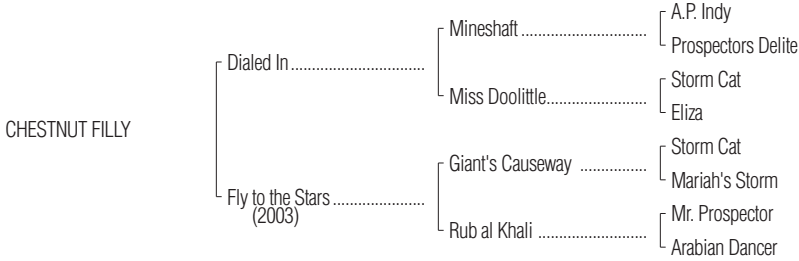 A.P. Indy
Mineshaft ..............................
Prospectors Delite
Dialed In.................................
Storm Cat
Miss Doolittle.........................
Eliza
CHESTNUT FILLY
Storm Cat
Giant's Causeway ................
Mariah's Storm
Fly to the Stars ......................
(2003)
Mr. Prospector
Rub al Khali ..........................
Arabian Dancer